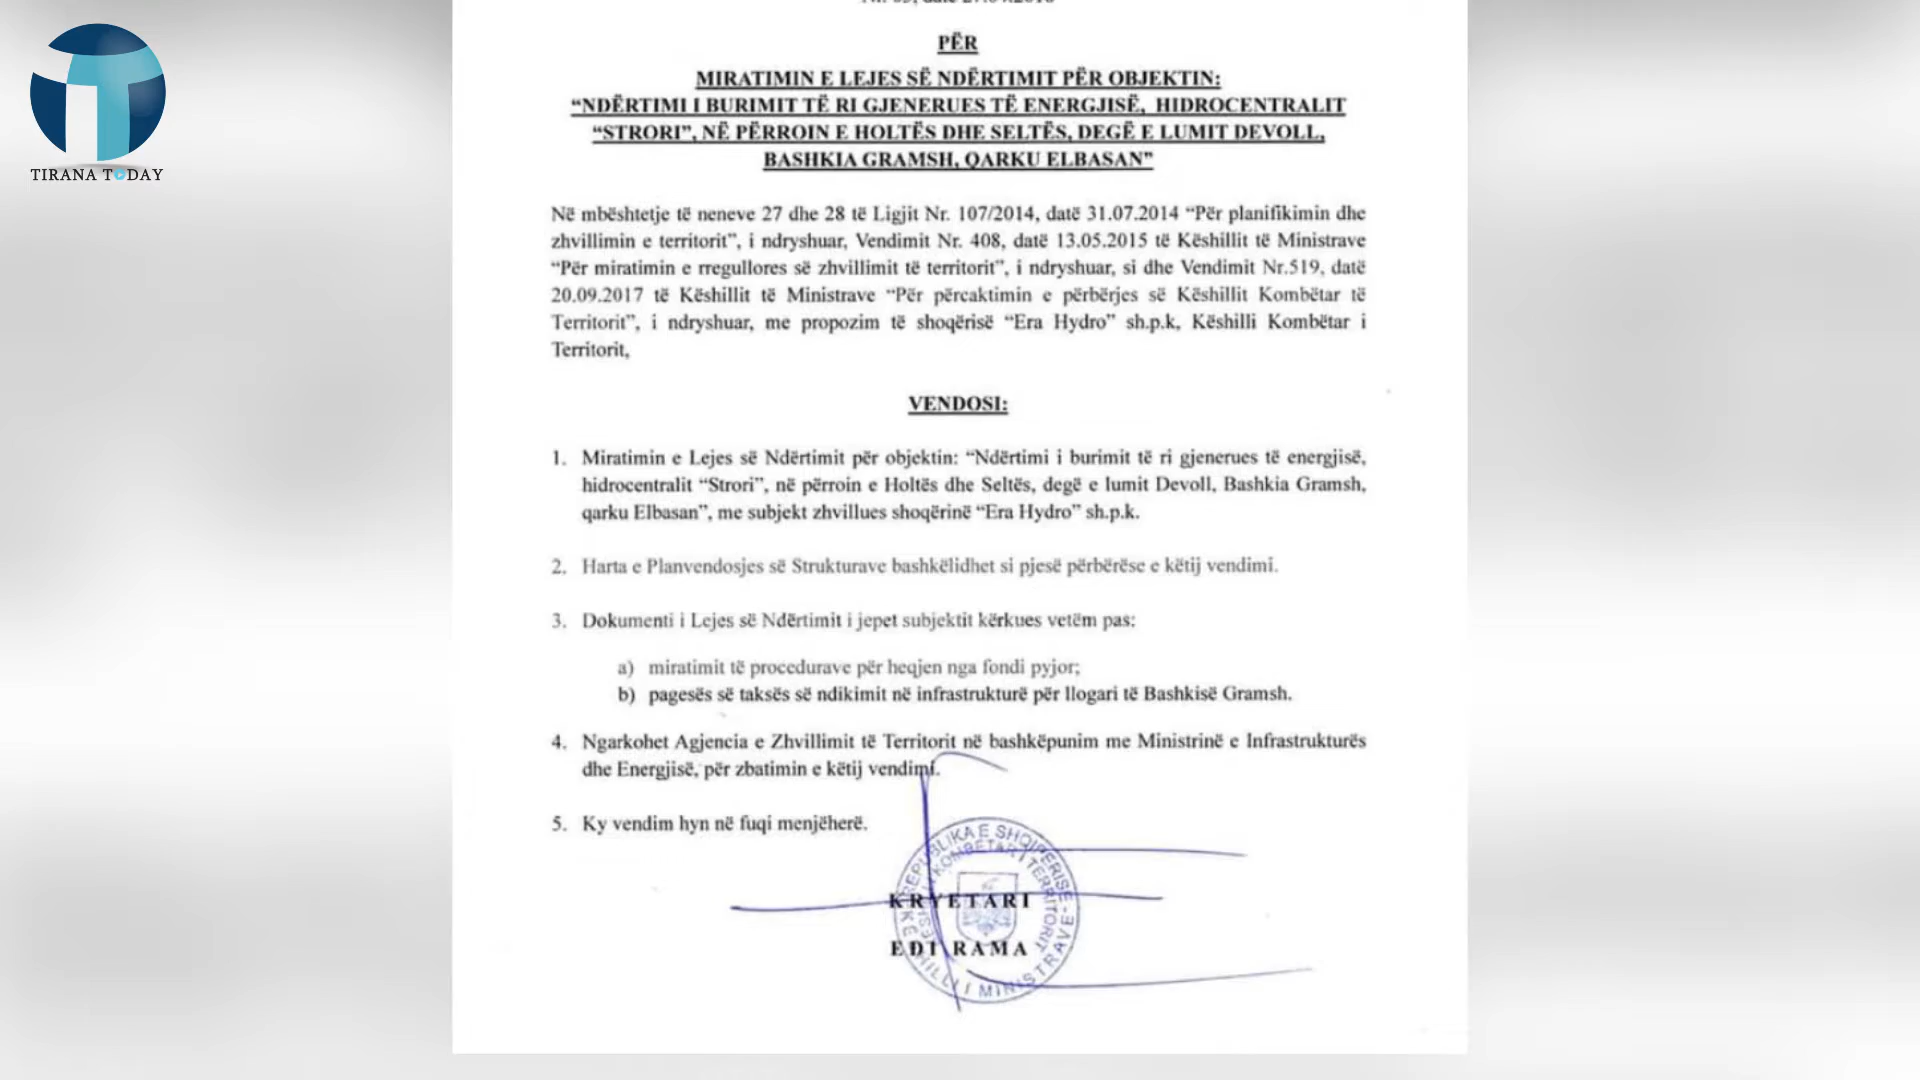 PËR
MIRATIMIN E LEJES SË NDËRTIMIT PËR OBJEKTIN:
“NDËRTIMI I BURIMIT TË RI GJENERUES TË ENERGJISË, HIDROCENTRALIT
“STRORI”, NË PËRROIN E HOLTËS DHE SELTËS, DEGË E LUMIT DEVOLL,
BASHKIA GRAMSH, QARKU ELBASAN”
TIRANA TODAY
Në mbështetje të neneve 27 dhe 28 të Ligjit Nr. 107/2014, datë 31.07.2014 “Për planifikimin dhe
zhvillimin e territorit”, i ndryshuar, Vendimit Nr. 408, datë 13.05.2015 të Këshillit të Ministrave
“Për miratimin e rregullores së zhvillimit të territorit”, i ndryshuar, si dhe Vendimit Nr.519, datë
20.09.2017 të Këshillit të Ministrave “Për përcaktimin e përbërjes së Këshillit Kombëtar të
Territorit”, i ndryshuar, me propozim të shoqërisë “Era Hydro” sh.p.k, Këshilli Kombëtar i
Territorit,
VENDOSI:
1. Miratimin e Lejes së Ndërtimit për objektin: “Ndërtimi i burimit të ri gjenerues të energjisë,
hidrocentralit “Strori”, në përroin e Holtës dhe Seltës, degë e lumit Devoll, Bashkia Gramsh,
qarku Elbasan”, me subjekt zhvillues shoqërinë “Era Hydro” sh.p.k.
2. Harta e Planvendosjes së Strukturave bashkëlidhet si pjesë përbërëse e këtij vendimi.
3. Dokumenti i Lejes së Ndërtimit i jepet subjektit kërkues vetëm pas:
a) miratimit të procedurave për heqjen nga fondi pyjor;
b) pagesës së taksës së ndikimit në infrastrukturë për llogari të Bashkisë Gramsh.
4. Ngarkohet Agjencia e Zhvillimit të Territorit në bashkëpunim me Ministrinë e Infrastrukturës
dhe Energjisë, për zbatimin e këtij vendimi.
5. Ky vendim hyn në fuqi menjëherë.
REPUBLIKA E SHQIPËRISË
KOMBËTAR I TERRITORIT
KËSHILLI I MINISTRAVE
KRYETARI
EDI RAMA